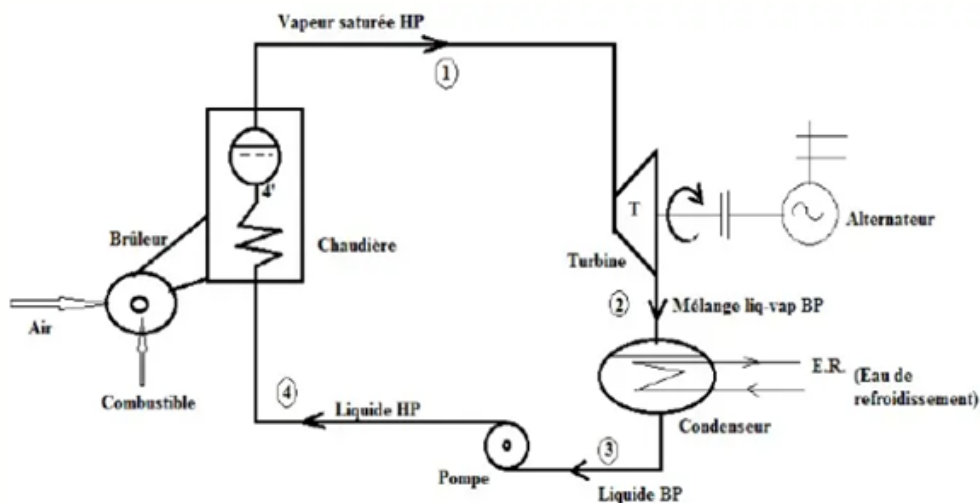 Vapeur saturée HP
1
4'
Brûleur
Chaudière
T
Turbine
Alternateur
Air
Combustible
2
Mélange liq-vap BP
E.R.
(Eau de
refroidissement)
Condenseur
4
Liquide HP
3
Pompe
Liquide BP